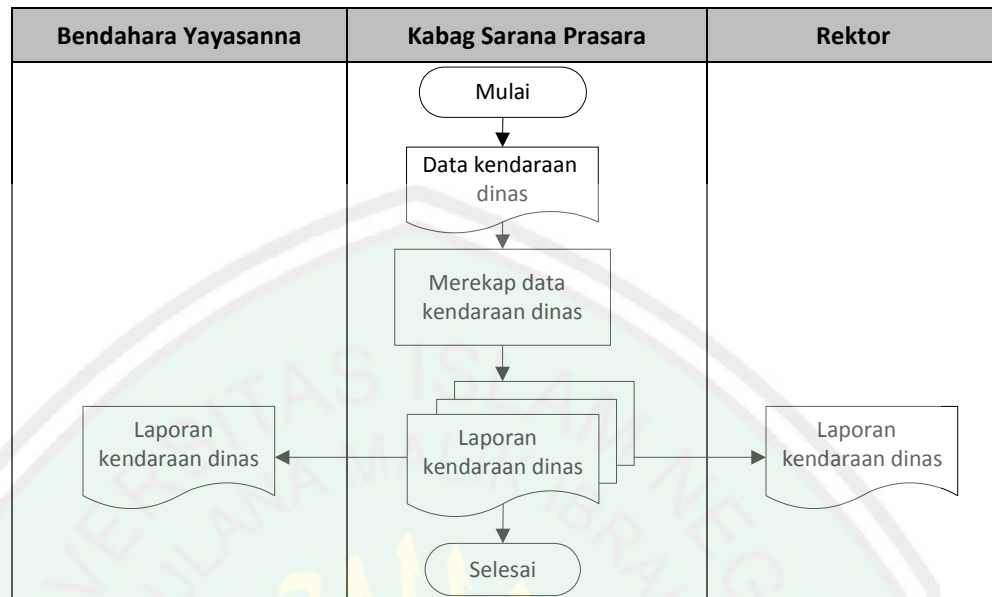 Bendahara Yayasanna
Kabag Sarana Prasara
Rektor
Mulai
Data kendaraan
dinas
Merekap data
kendaraan dinas
Laporan
kendaraan dinas
Laporan
kendaraan dinas
Laporan
kendaraan dinas
Selesai